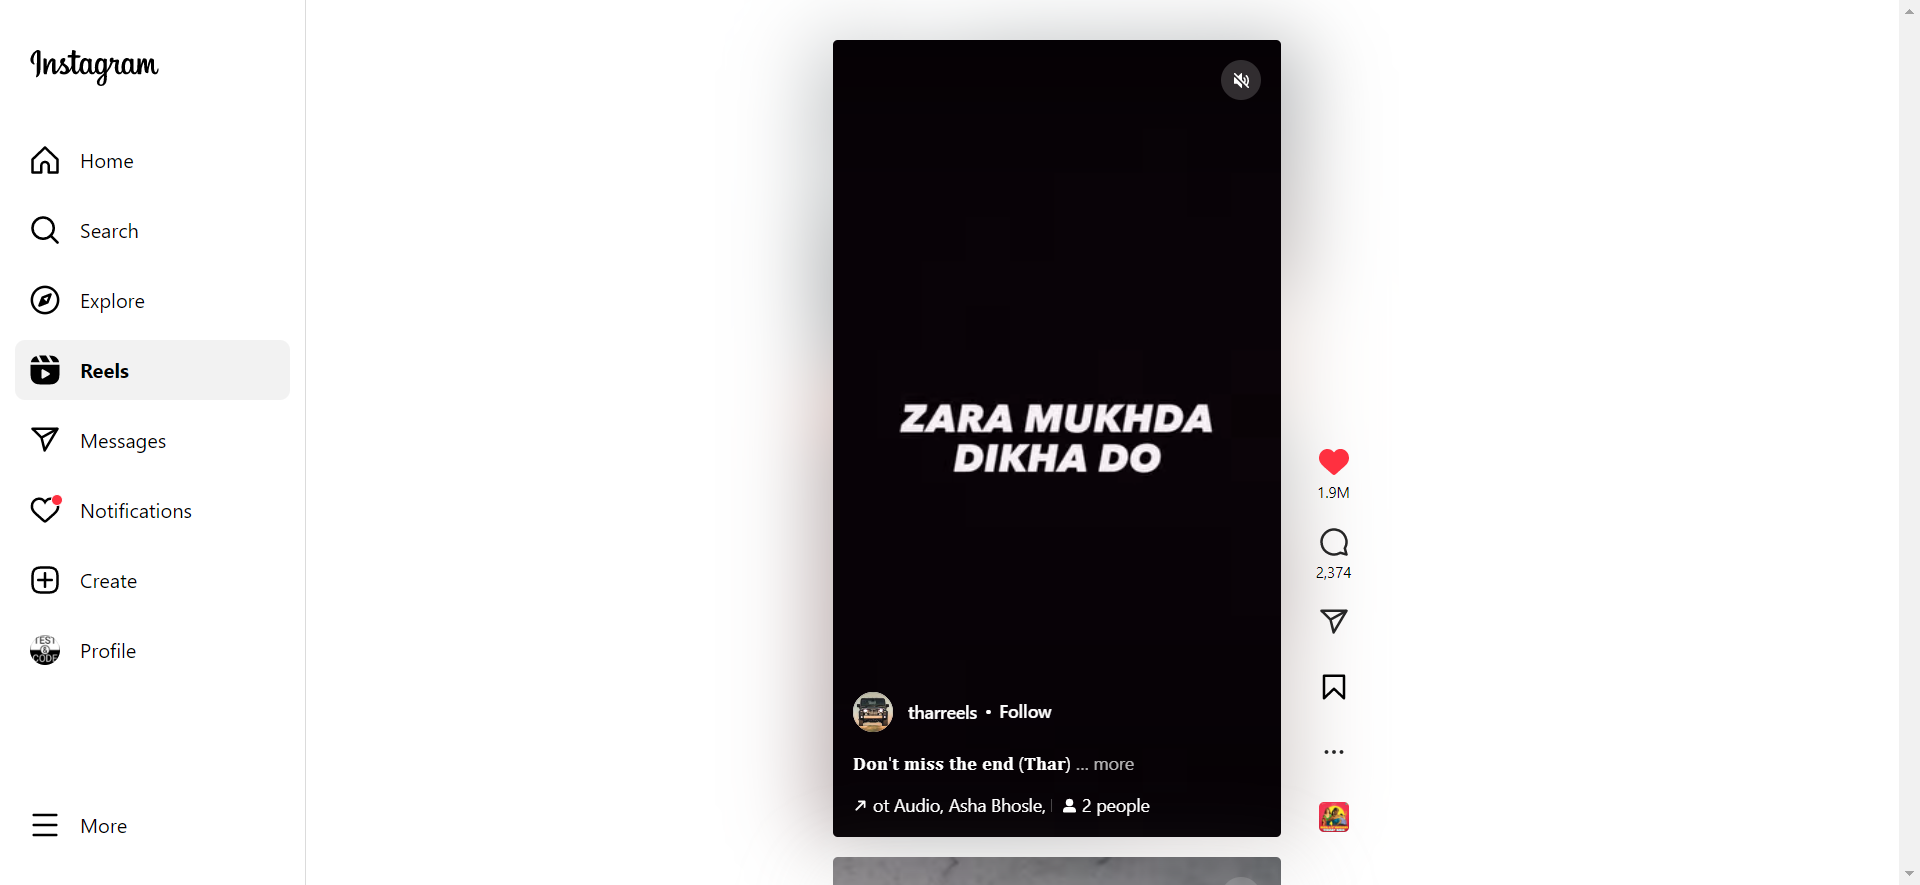 Instagram
Home
Search
Explore
Reels
Messages
Notifications
Create
Profile
More
ZARA MUKHDA
DIKHA DO
tharreels • Follow
Don't miss the end (Thar) ... more
ot Audio, Asha Bhosle, 2 people
1.9M
2,374